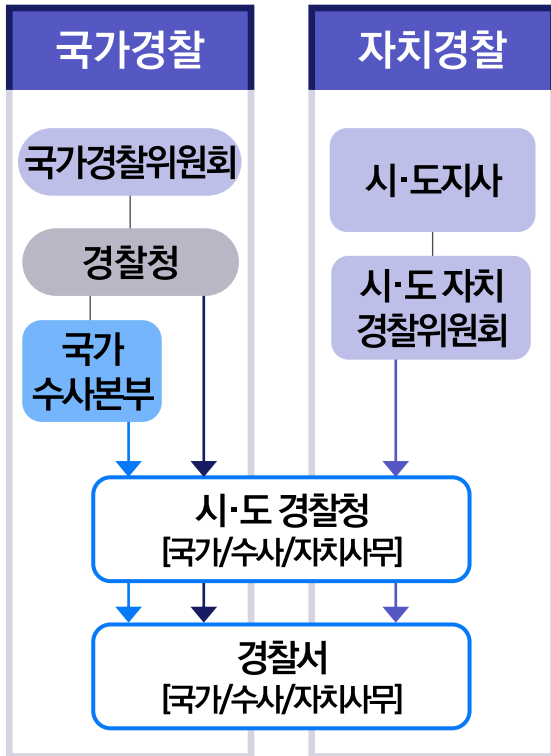 국가경찰
자치경찰
국가경찰위원회
경찰청
국가
수사본부
시·도지사
시·도 자치
경찰위원회
시·도 경찰청
[국가/수사/자치사무]
경찰서
[국가/수사/자치사무]